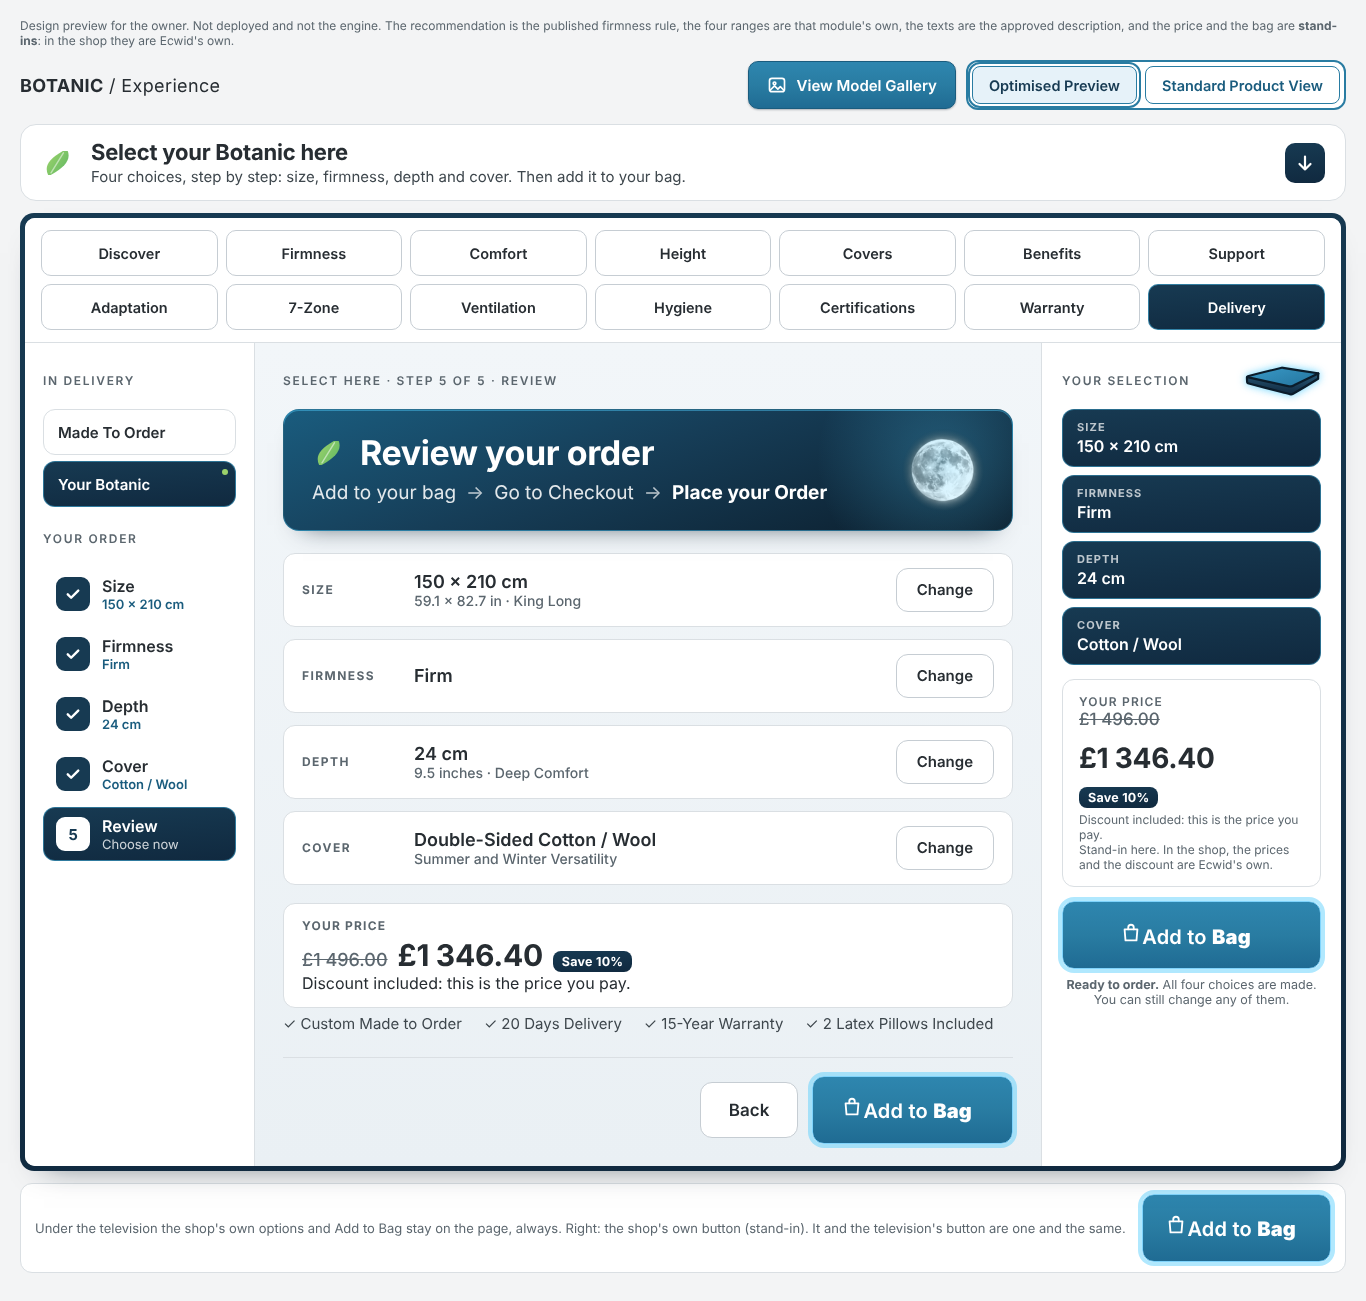 Design preview for the owner. Not deployed and not the engine. The recommendation is the published firmness rule, the four ranges are that module's own, the texts are the approved description, and the price and the bag are stand-
ins: in the shop they are Ecwid's own.
BOTANIC / Experience
View Model Gallery
Optimised Preview
Standard Product View
Select your Botanic here
Four choices, step by step: size, firmness, depth and cover. Then add it to your bag.
Discover
Firmness
Comfort
Height
Covers
Benefits
Support
Adaptation
7-Zone
Ventilation
Hygiene
Certifications
Warranty
Delivery
IN DELIVERY
Made To Order
Your Botanic
YOUR ORDER
Size
150 × 210 cm
Firmness
Firm
Depth
24 cm
Cover
Cotton / Wool
5
Review
Choose now
SELECT HERE · STEP 5 OF 5 · REVIEW
Review your order
Add to your bag → Go to Checkout → Place your Order
SIZE
150 × 210 cm
59.1 × 82.7 in · King Long
Change
FIRMNESS
Firm
Change
DEPTH
24 cm
9.5 inches · Deep Comfort
Change
COVER
Double-Sided Cotton / Wool
Summer and Winter Versatility
Change
YOUR PRICE
£1 496.00 £1 346.40 Save 10%
Discount included: this is the price you pay.
✓ Custom Made to Order ✓ 20 Days Delivery ✓ 15-Year Warranty ✓ 2 Latex Pillows Included
Back
Add to Bag
YOUR SELECTION
SIZE
150 × 210 cm
FIRMNESS
Firm
DEPTH
24 cm
COVER
Cotton / Wool
YOUR PRICE
£1 496.00
£1 346.40
Save 10%
Discount included: this is the price you
pay.
Stand-in here. In the shop, the prices
and the discount are Ecwid's own.
Add to Bag
Ready to order. All four choices are made.
You can still change any of them.
Under the television the shop's own options and Add to Bag stay on the page, always. Right: the shop's own button (stand-in). It and the television's button are one and the same.
Add to Bag